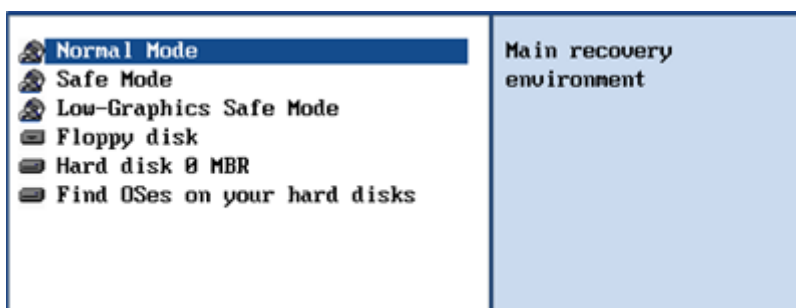 Normal Mode
Safe Mode
Low-Graphics Safe Mode
Floppy disk
Hard disk 0 MBR
Find OSes on your hard disks
Main recovery
environment